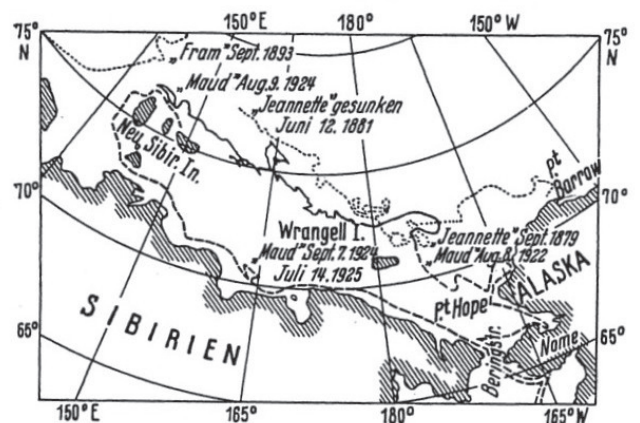 150°E 180° 150°W
75° N
75° N
„Fram" Sept. 1893
„Maud" Aug. 9. 1924
„Jeannette" gesunken
Juni 12. 1881
Neu Sibir. In.
pt Barrow
70°
70°
Wrangell I.
„Maud" Sept. 7. 1924
Juli 14. 1925
„Jeannette" Sept. 1879
„Maud" Aug. 8. 1922
ALASKA
pt Hope
SIBIRIEN
Beringstr.
Nome
65°
65°
150°E 165° 180° 165°W